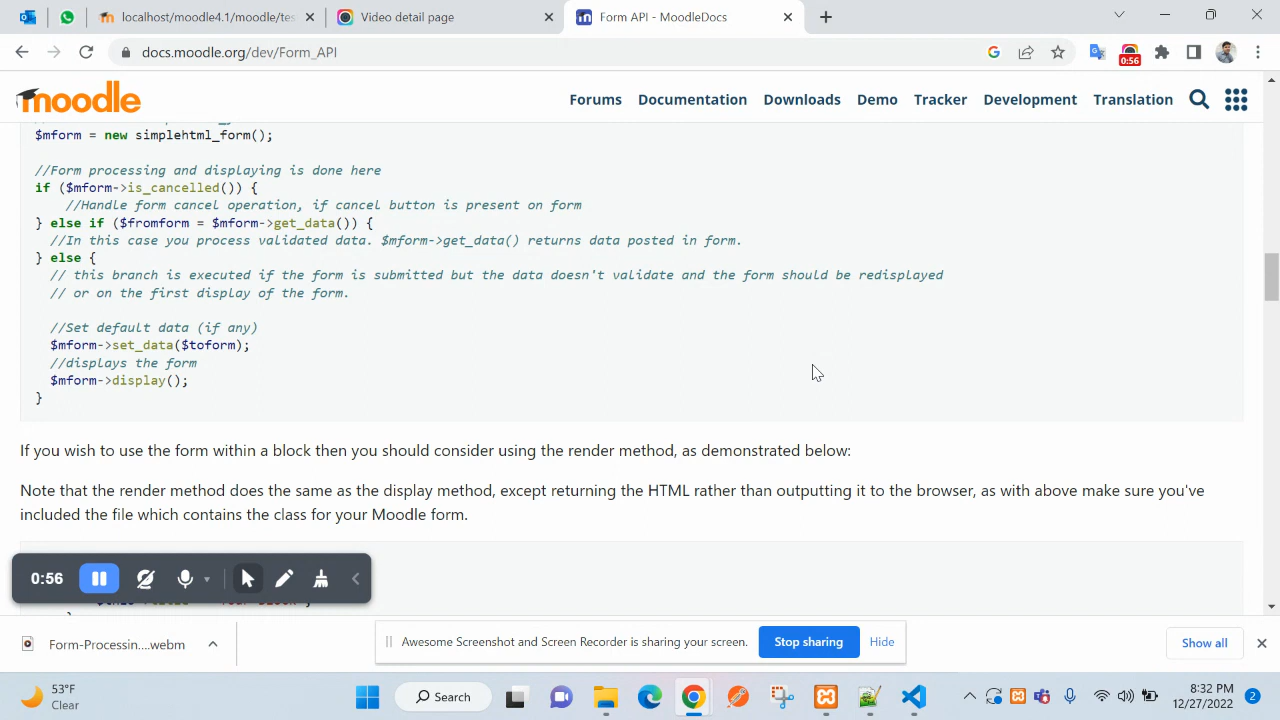 localhost/moodle4.1/moodle/tes
Video detail page
Form API - MoodleDocs
docs.moodle.org/dev/Form_API
0:56
moodle
Forums Documentation Downloads Demo Tracker Development Translation
$mform = new simplehtml_form();
//Form processing and displaying is done here
if ($mform->is_cancelled()) {
//Handle form cancel operation, if cancel button is present on form
} else if ($fromform = $mform->get_data()) {
//In this case you process validated data. $mform->get_data() returns data posted in form.
} else {
// this branch is executed if the form is submitted but the data doesn't validate and the form should be redisplayed
// or on the first display of the form.
//Set default data (if any)
$mform->set_data($toform);
//displays the form
$mform->display();
}
If you wish to use the form within a block then you should consider using the render method, as demonstrated below:
Note that the render method does the same as the display method, except returning the HTML rather than outputting it to the browser, as with above make sure you've
included the file which contains the class for your Moodle form.
0:56
Form-Processin....webm
Awesome Screenshot and Screen Recorder is sharing your screen. Stop sharing Hide
Show all
53°F
Clear
Search
8:32 PM
12/27/2022
2